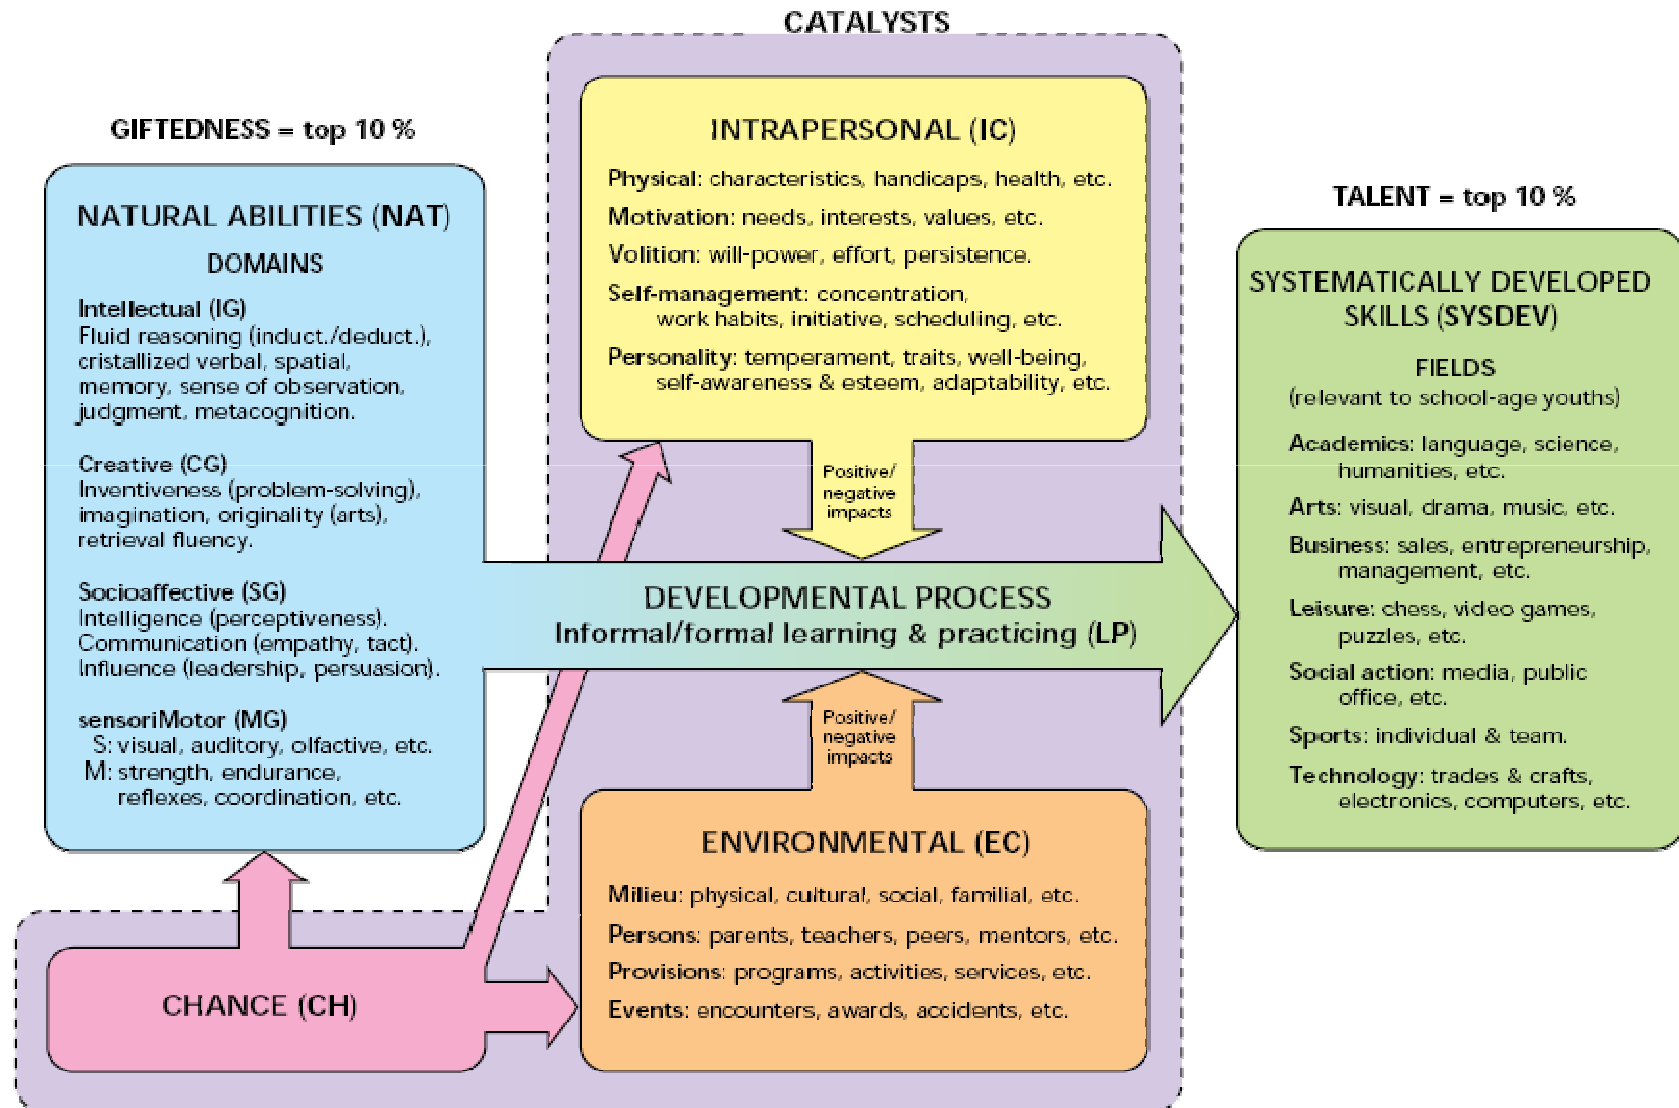 CATALYSTS
GIFTEDNESS = top 10 %
NATURAL ABILITIES (NAT)
DOMAINS
Intellectual (IG)
Fluid reasoning (induct./deduct.),
cristallized verbal, spatial,
memory, sense of observation,
judgment, metacognition.
Creative (CG)
Inventiveness (problem-solving),
imagination, originality (arts),
retrieval fluency.
Socioaffective (SG)
Intelligence (perceptiveness).
Communication (empathy, tact).
Influence (leadership, persuasion).
sensoriMotor (MG)
S: visual, auditory, olfactive, etc.
M: strength, endurance,
reflexes, coordination, etc.
INTRAPERSONAL (IC)
Physical: characteristics, handicaps, health, etc.
Motivation: needs, interests, values, etc.
Volition: will-power, effort, persistence.
Self-management: concentration,
work habits, initiative, scheduling, etc.
Personality: temperament, traits, well-being,
self-awareness & esteem, adaptability, etc.
Positive/
negative
impacts
DEVELOPMENTAL PROCESS
Informal/formal learning & practicing (LP)
Positive/
negative
impacts
ENVIRONMENTAL (EC)
Milieu: physical, cultural, social, familial, etc.
Persons: parents, teachers, peers, mentors, etc.
Provisions: programs, activities, services, etc.
Events: encounters, awards, accidents, etc.
CHANCE (CH)
TALENT = top 10 %
SYSTEMATICALLY DEVELOPED
SKILLS (SYSDEV)
FIELDS
(relevant to school-age youths)
Academics: language, science,
humanities, etc.
Arts: visual, drama, music, etc.
Business: sales, entrepreneurship,
management, etc.
Leisure: chess, video games,
puzzles, etc.
Social action: media, public
office, etc.
Sports: individual & team.
Technology: trades & crafts,
electronics, computers, etc.